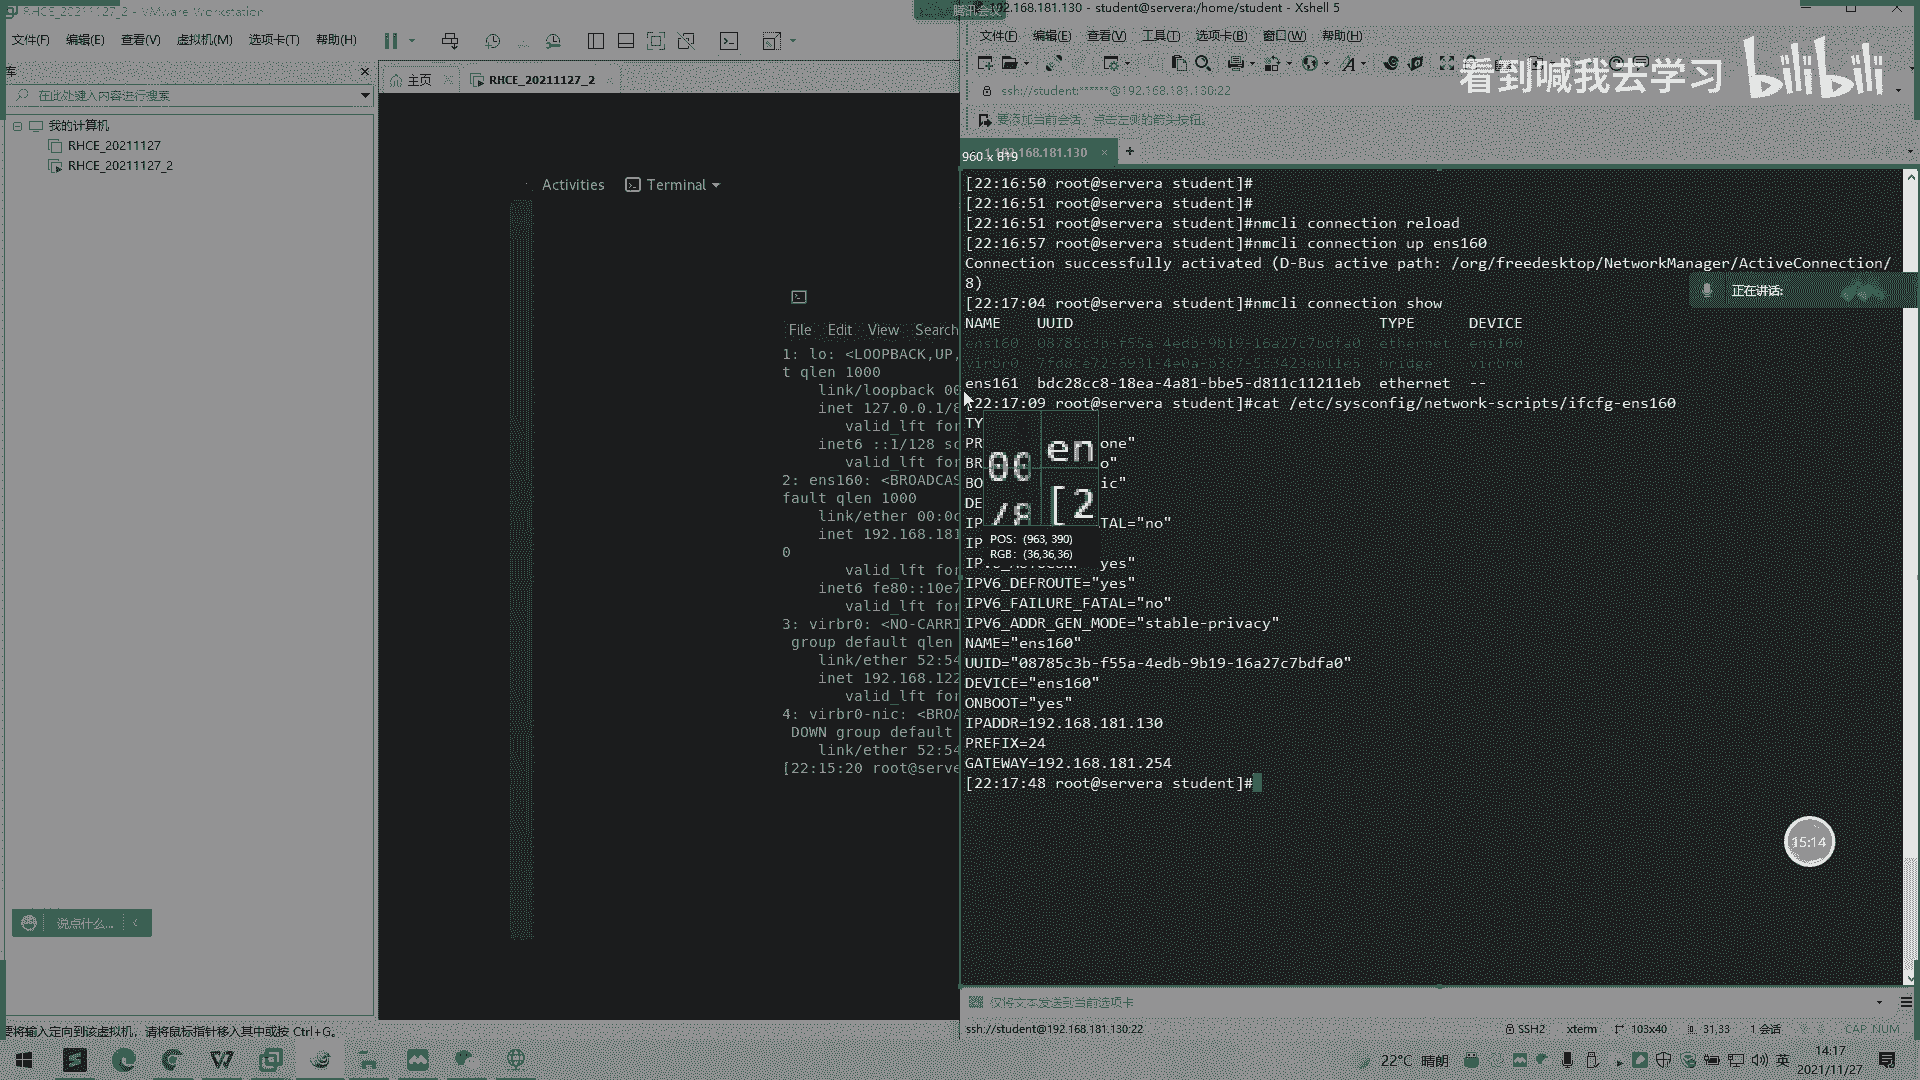 RHCE_20211127_2 - VMware Workstation
文件(F) 编辑(E) 查看(V) 虚拟机(M) 选项卡(T) 帮助(H)
库
在此处键入内容进行搜索
我的计算机
RHCE_20211127
RHCE_20211127_2
说点什么...
主页
RHCE_20211127_2
Activities Terminal
File Edit View Search
1: lo: <LOOPBACK,UP,
t qlen 1000
link/loopback 00
inet 127.0.0.1/8
valid_lft for
inet6 ::1/128 sc
valid_lft for
2: ens160: <BROADCAS
fault qlen 1000
link/ether 00:0c
inet 192.168.181
0
valid_lft for
inet6 fe80::10e7
valid_lft for
3: virbr0: <NO-CARRI
group default qlen
link/ether 52:54
inet 192.168.122
valid_lft for
4: virbr0-nic: <BROA
DOWN group default
link/ether 52:54
[22:15:20 root@serve
腾讯会议
192.168.181.130 - student@servera:/home/student - Xshell 5
文件(F) 编辑(E) 查看(V) 工具(T) 选项卡(B) 窗口(W) 帮助(H)
看到喊我去学习 bilibili
ssh://student:******@192.168.181.130:22
要添加当前会话，点击左侧的箭头按钮。
1 192.168.181.130
960 x 819
[22:16:50 root@servera student]#
[22:16:51 root@servera student]#
[22:16:51 root@servera student]#nmcli connection reload
[22:16:57 root@servera student]#nmcli connection up ens160
Connection successfully activated (D-Bus active path: /org/freedesktop/NetworkManager/ActiveConnection/
8)
[22:17:04 root@servera student]#nmcli connection show
NAME UUID TYPE DEVICE
ens160 08785c3b-f55a-4edb-9b19-16a27c7bdfa0 ethernet ens160
virbr0 7fd8ce72-6931-4e0a-b3c7-5c3423eb11e5 bridge virbr0
ens161 bdc28cc8-18ea-4a81-bbe5-d811c11211eb ethernet --
[22:17:09 root@servera student]#cat /etc/sysconfig/network-scripts/ifcfg-ens160
TY
PR one"
BR o"
BO ic"
DE
IP TAL="no"
IP
IP yes"
IPV6_DEFROUTE="yes"
IPV6_FAILURE_FATAL="no"
IPV6_ADDR_GEN_MODE="stable-privacy"
NAME="ens160"
UUID="08785c3b-f55a-4edb-9b19-16a27c7bdfa0"
DEVICE="ens160"
ONBOOT="yes"
IPADDR=192.168.181.130
PREFIX=24
GATEWAY=192.168.181.254
[22:17:48 root@servera student]#
00 en
/8 [2
POS: (963, 390)
RGB: (36,36,36)
正在讲话:
15:14
仅将文本发送到当前选项卡
要将输入定向到该虚拟机，请将鼠标指针移入其中或按 Ctrl+G。
ssh://student@192.168.181.130:22 SSH2 xterm 103x40 31,33 1 会话 CAP NUM
22°C 晴朗 英
14:17
2021/11/27